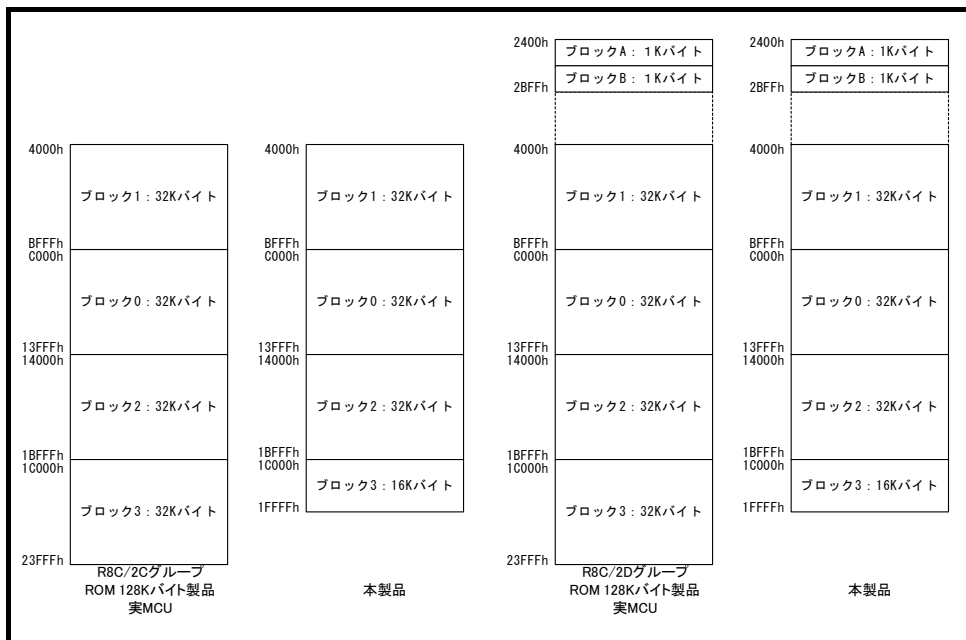 4000h
ブロック1：32Kバイト
BFFFh
C000h
ブロック0：32Kバイト
13FFFh
14000h
ブロック2：32Kバイト
1BFFFh
1C000h
ブロック3：32Kバイト
23FFFh
R8C/2Cグループ
ROM 128Kバイト製品
実MCU
4000h
ブロック1：32Kバイト
BFFFh
C000h
ブロック0：32Kバイト
13FFFh
14000h
ブロック2：32Kバイト
1BFFFh
1C000h
ブロック3：16Kバイト
1FFFFh
本製品
2400h
ブロックA：1Kバイト
ブロックB：1Kバイト
2BFFh
4000h
ブロック1：32Kバイト
BFFFh
C000h
ブロック0：32Kバイト
13FFFh
14000h
ブロック2：32Kバイト
1BFFFh
1C000h
ブロック3：32Kバイト
23FFFh
R8C/2Dグループ
ROM 128Kバイト製品
実MCU
2400h
ブロックA：1Kバイト
ブロックB：1Kバイト
2BFFh
4000h
ブロック1：32Kバイト
BFFFh
C000h
ブロック0：32Kバイト
13FFFh
14000h
ブロック2：32Kバイト
1BFFFh
1C000h
ブロック3：16Kバイト
1FFFFh
本製品